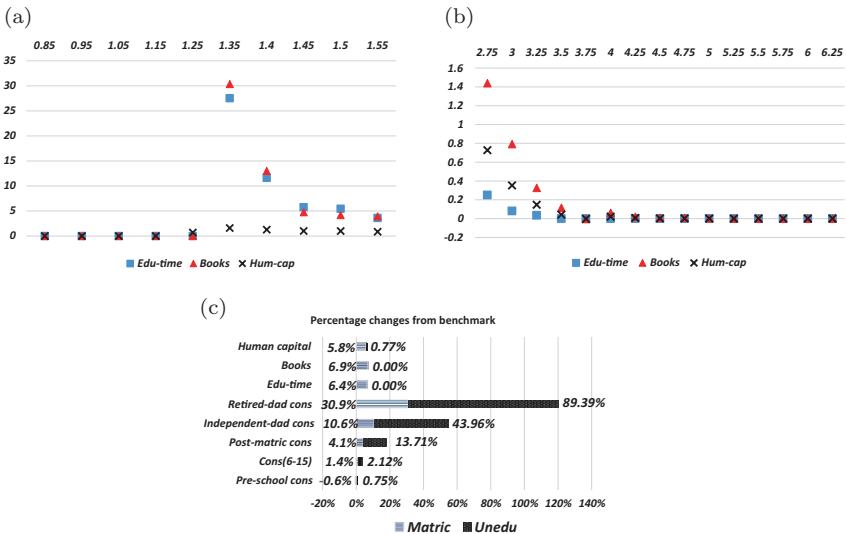 (a)
0.85 0.95 1.05 1.15 1.25 1.35 1.4 1.45 1.5 1.55
35
30
25
20
15
10
5
0
Edu-time Books Hum-cap
(b)
2.75 3 3.25 3.5 3.75 4 4.25 4.5 4.75 5 5.25 5.5 5.75 6 6.25
1.6
1.4
1.2
1
0.8
0.6
0.4
0.2
0
-0.2
Edu-time Books Hum-cap
(c)
Percentage changes from benchmark
Human capital 5.8% 0.77%
Books 6.9% 0.00%
Edu-time 6.4% 0.00%
Retired-dad cons 30.9% 89.39%
Independent-dad cons 10.6% 43.96%
Post-matric cons 4.1% 13.71%
Cons(6-15) 1.4% 2.12%
Pre-school cons -0.6% 0.75%
-20% 0% 20% 40% 60% 80% 100% 120% 140%
Matric Unedu